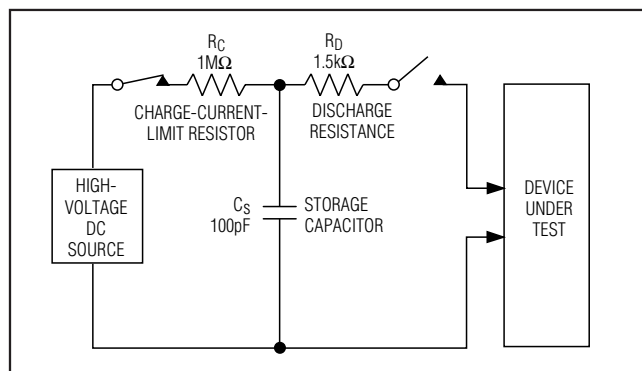 RC
1MΩ
CHARGE-CURRENT-
LIMIT RESISTOR
RD
1.5kΩ
DISCHARGE
RESISTANCE
HIGH-
VOLTAGE
DC
SOURCE
CS
100pF
STORAGE
CAPACITOR
DEVICE
UNDER
TEST